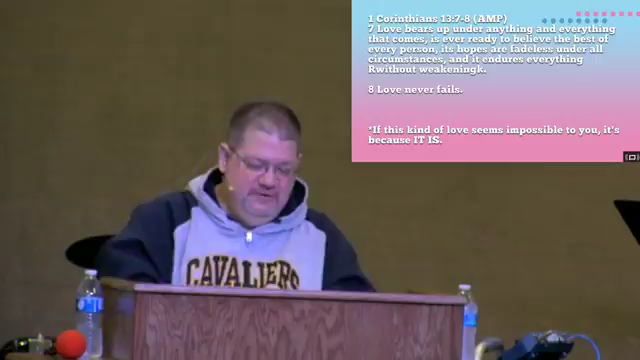 1 Corinthians 13:7-8 (AMP)
7 Love bears up under anything and everything
that comes, is ever ready to believe the best of
every person, its hopes are fadeless under all
circumstances, and it endures everything
Rwithout weakeningk.
8 Love never fails.
*If this kind of love seems impossible to you, it's
because IT IS.
CAVALIERS